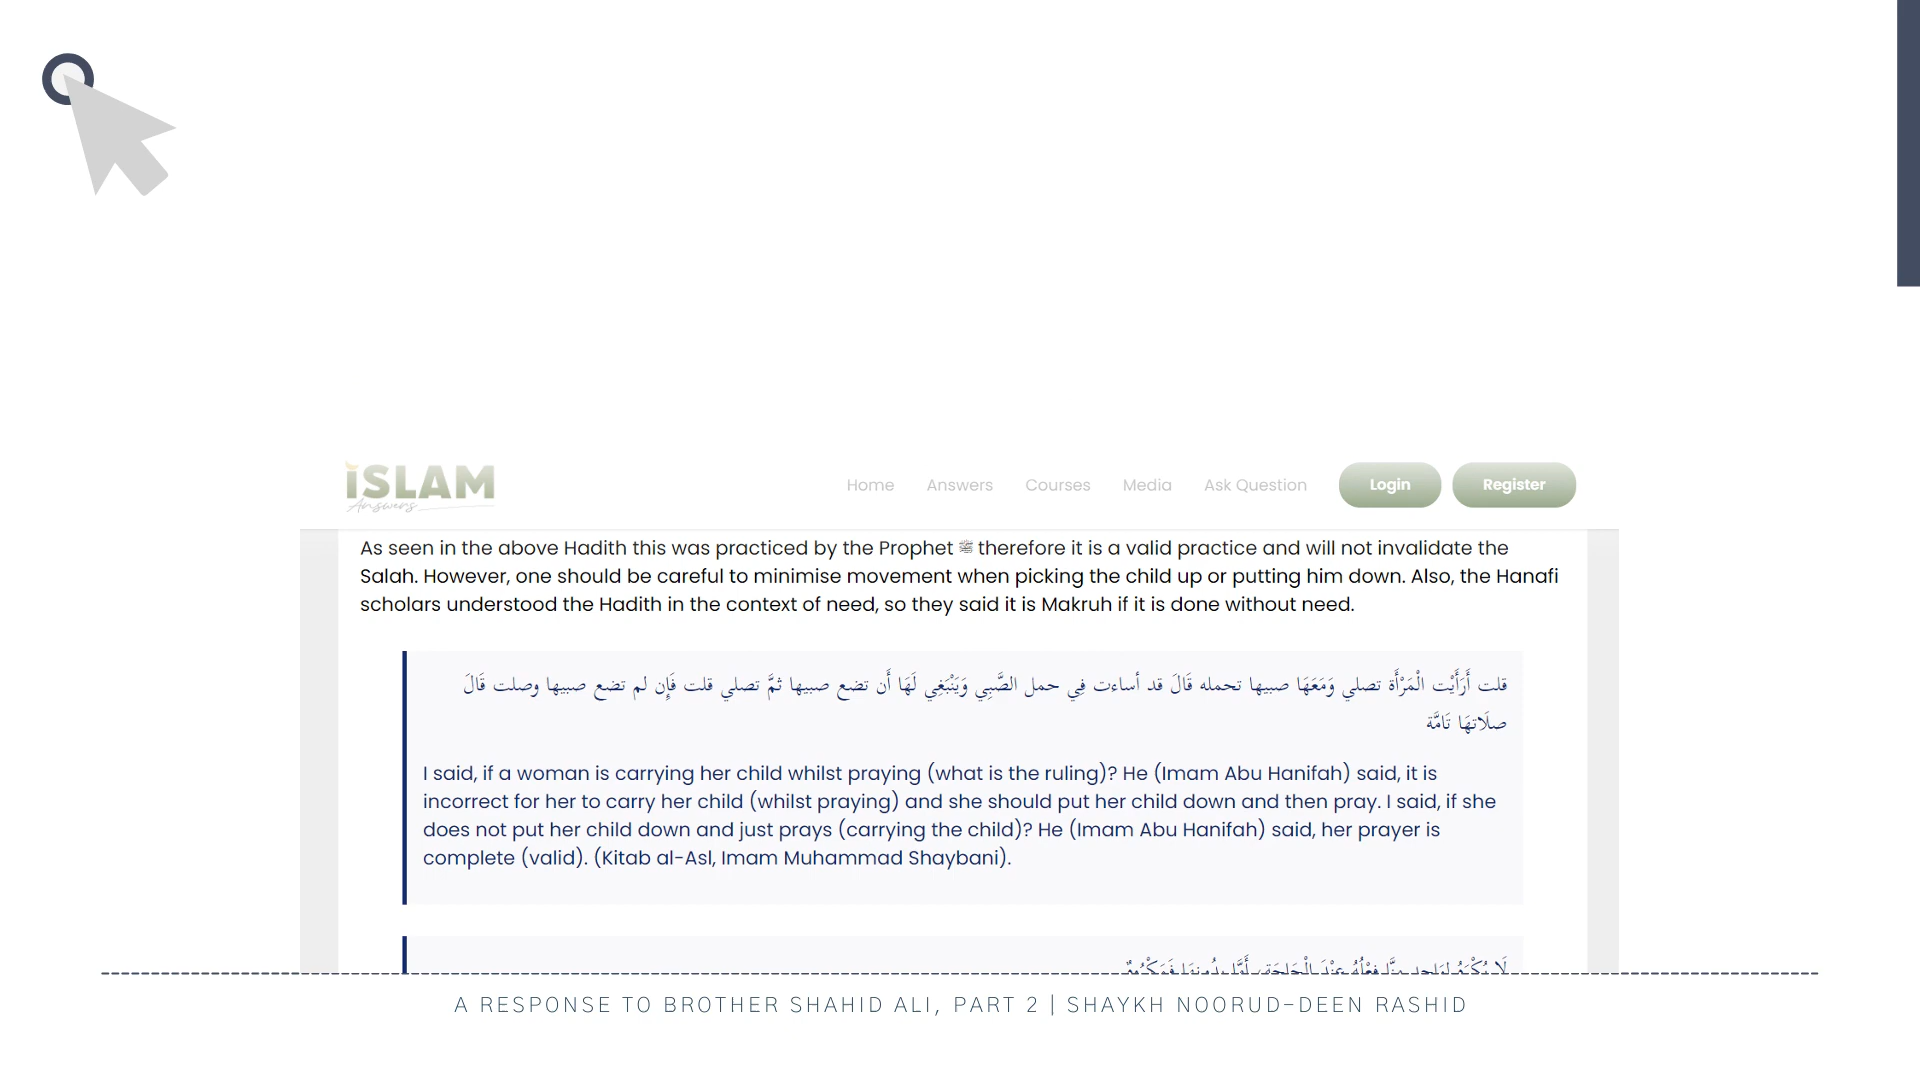 iSLAM
Answers
Home Answers Courses Media Ask Question Login Register
As seen in the above Hadith this was practiced by the Prophet ﷺ therefore it is a valid practice and will not invalidate the
Salah. However, one should be careful to minimise movement when picking the child up or putting him down. Also, the Hanafi
scholars understood the Hadith in the context of need, so they said it is Makruh if it is done without need.
قلت أَرَأَيْت الْمَرْأَة تصلي وَمَعَهَا صبيها تحمله قَالَ قد أساءت فِي حمل الصَّبِي وَيَنْبَغِي لَهَا أَن تضع صبيها ثمَّ تصلي قلت فَإِن لم تضع صبيها وصلت قَالَ
صلَاتهَا تَامَّة
I said, if a woman is carrying her child whilst praying (what is the ruling)? He (Imam Abu Hanifah) said, it is
incorrect for her to carry her child (whilst praying) and she should put her child down and then pray. I said, if she
does not put her child down and just prays (carrying the child)? He (Imam Abu Hanifah) said, her prayer is
complete (valid). (Kitab al-Asl, Imam Muhammad Shaybani).
لَا يُكْرَهُ لِوَاحِدٍ مِنَّا فِعْلُهُ عِنْدَ الْحَاجَةِ، أَمَّا بِدُونِهَا فَمَكْرُوهٌ
A RESPONSE TO BROTHER SHAHID ALI, PART 2 | SHAYKH NOORUD-DEEN RASHID